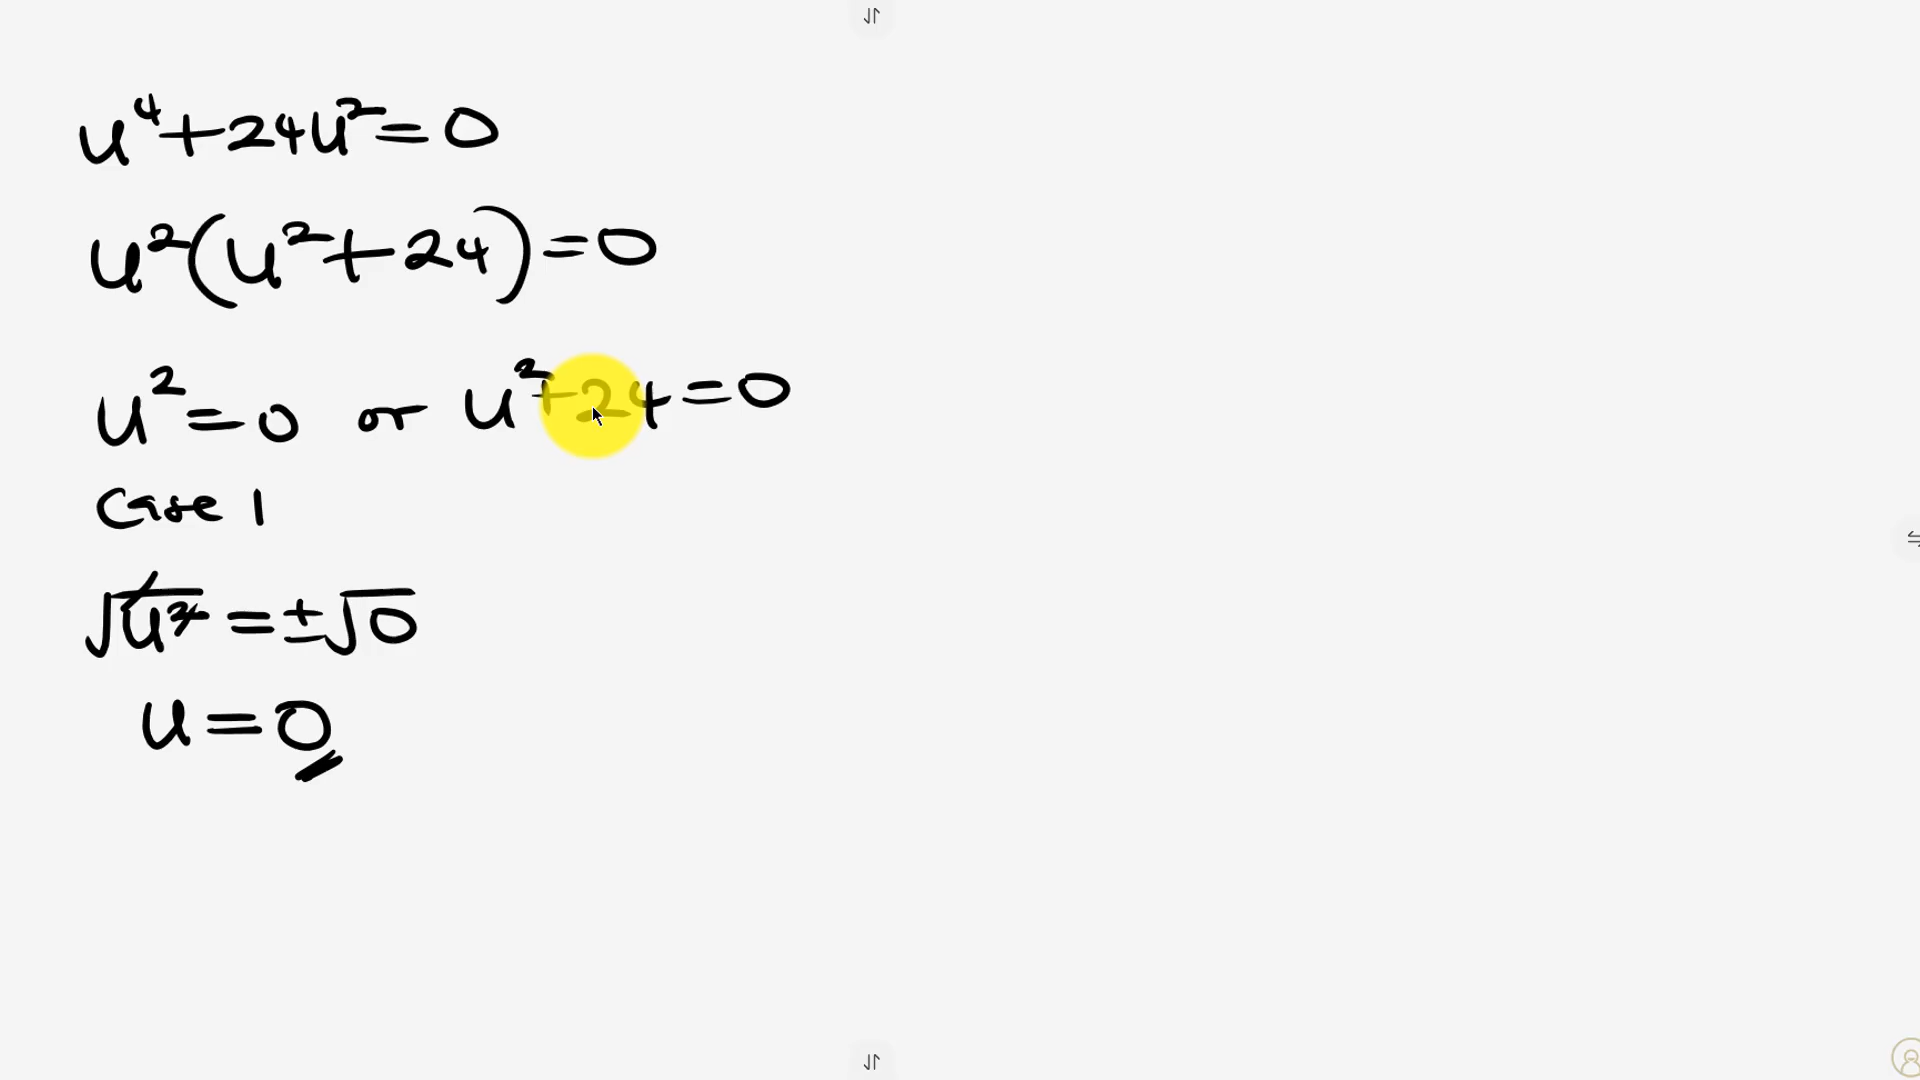 u⁴+24u²=0
u²(u²+24)=0
u²=0 or u²+24=0
Case 1
√u²=±√0
u=0